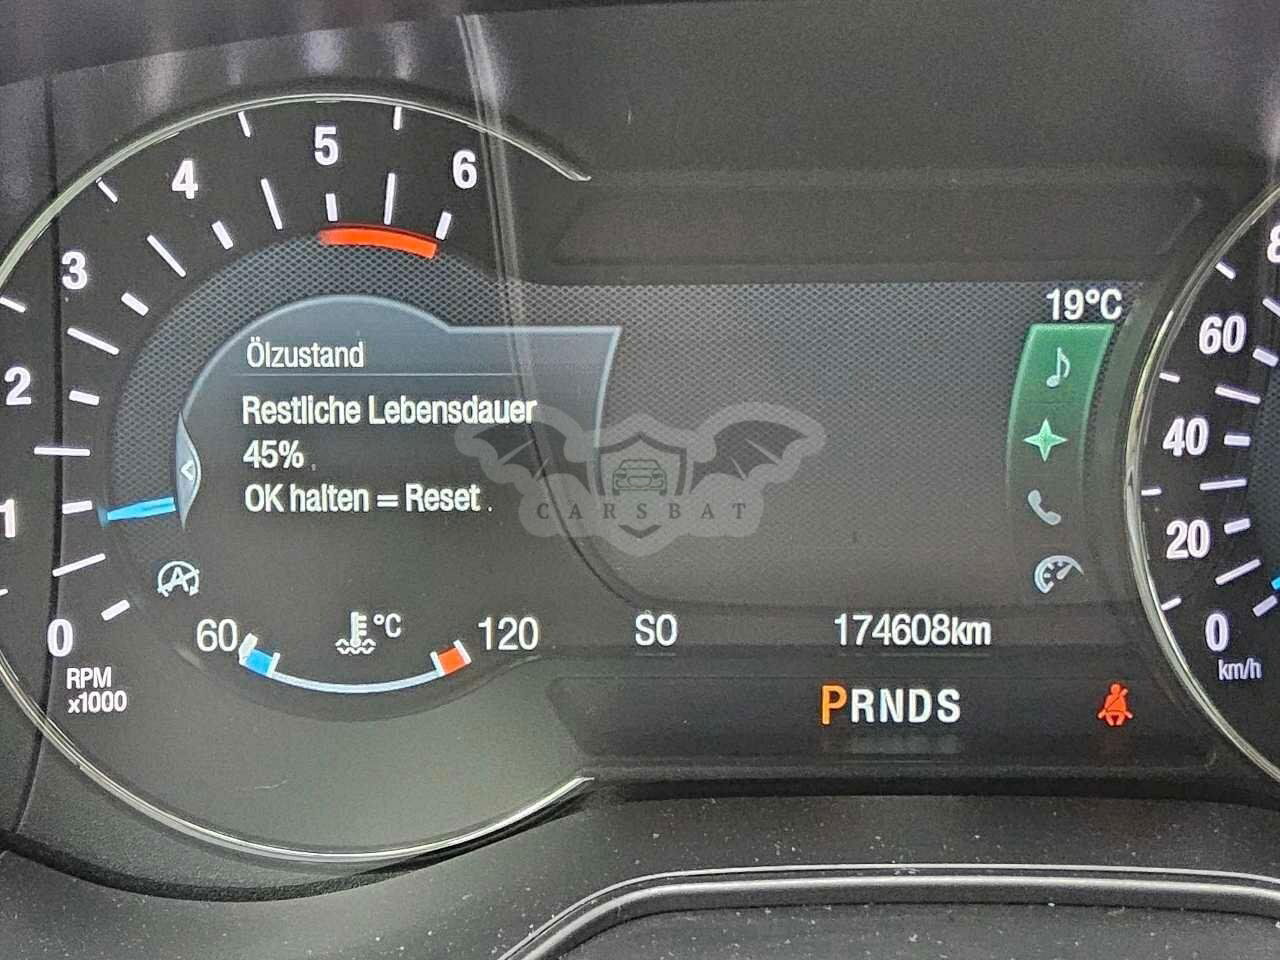 5
4
6
3
2
1
0
RPM
x1000
Ölzustand
Restliche Lebensdauer
45%
OK halten = Reset
CARSBAT
60
°C
120
SO
174608km
PRNDS
19°C
8
60
40
20
0
km/h